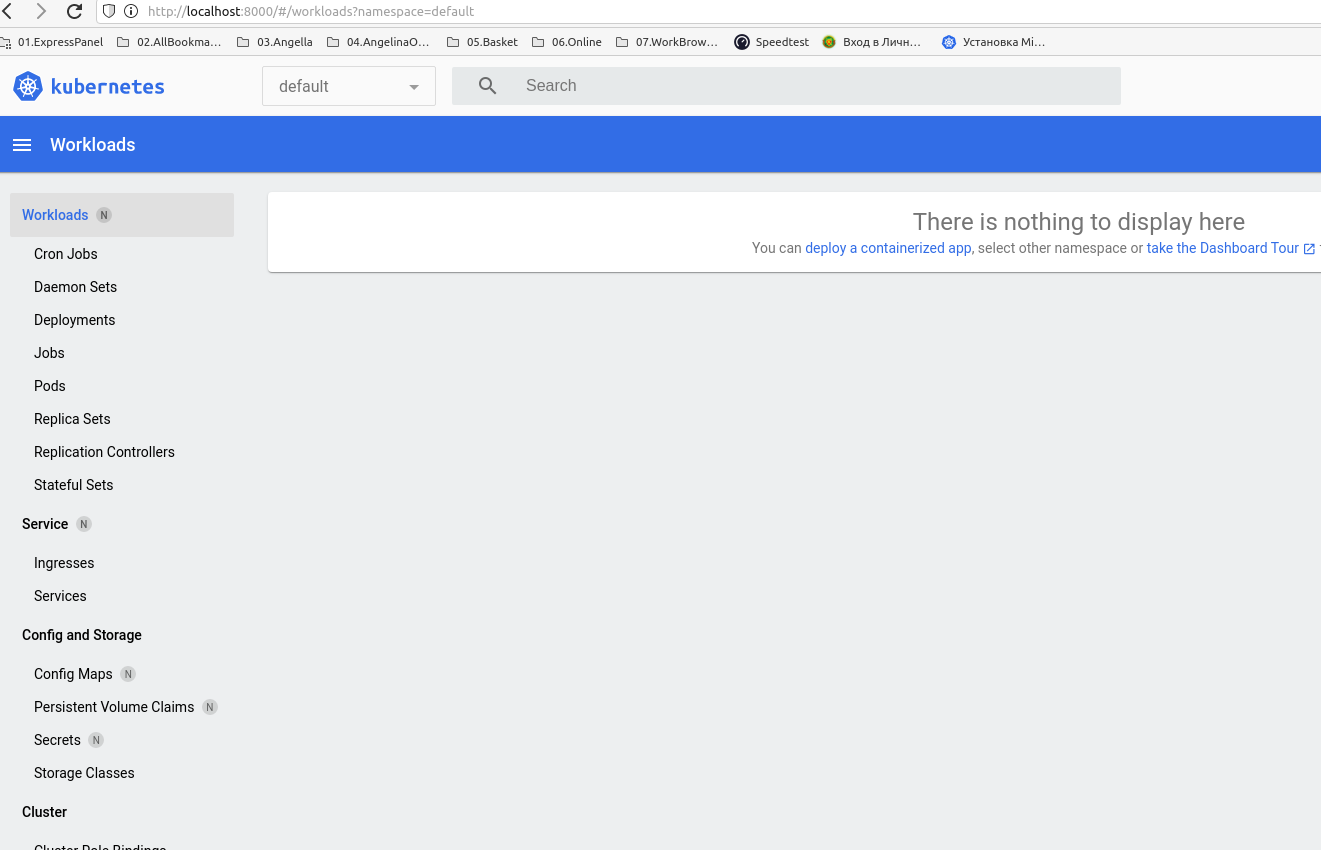 http://localhost:8000/#/workloads?namespace=default
01.ExpressPanel 02.AllBookma... 03.Angella 04.AngelinaO... 05.Basket 06.Online 07.WorkBrow... Speedtest Вход в Личн... Установка Mi...
kubernetes default Search
Workloads
Workloads N
There is nothing to display here
You can deploy a containerized app, select other namespace or take the Dashboard Tour
Cron Jobs
Daemon Sets
Deployments
Jobs
Pods
Replica Sets
Replication Controllers
Stateful Sets
Service N
Ingresses
Services
Config and Storage
Config Maps N
Persistent Volume Claims N
Secrets N
Storage Classes
Cluster
Cluster Role Bindings